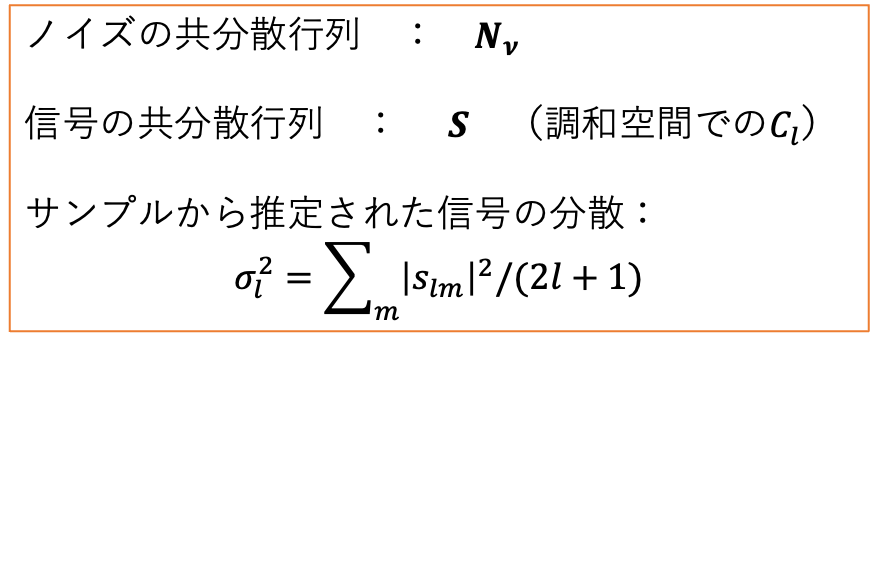 ノイズの共分散行列　：　𝑵_𝝂
信号の共分散行列　：　𝑺　（調和空間での𝐶_𝑙）
サンプルから推定された信号の分散：
𝜎_𝑙^2 = ∑_𝑚 |𝑠_𝑙𝑚|^2/(2𝑙 + 1)